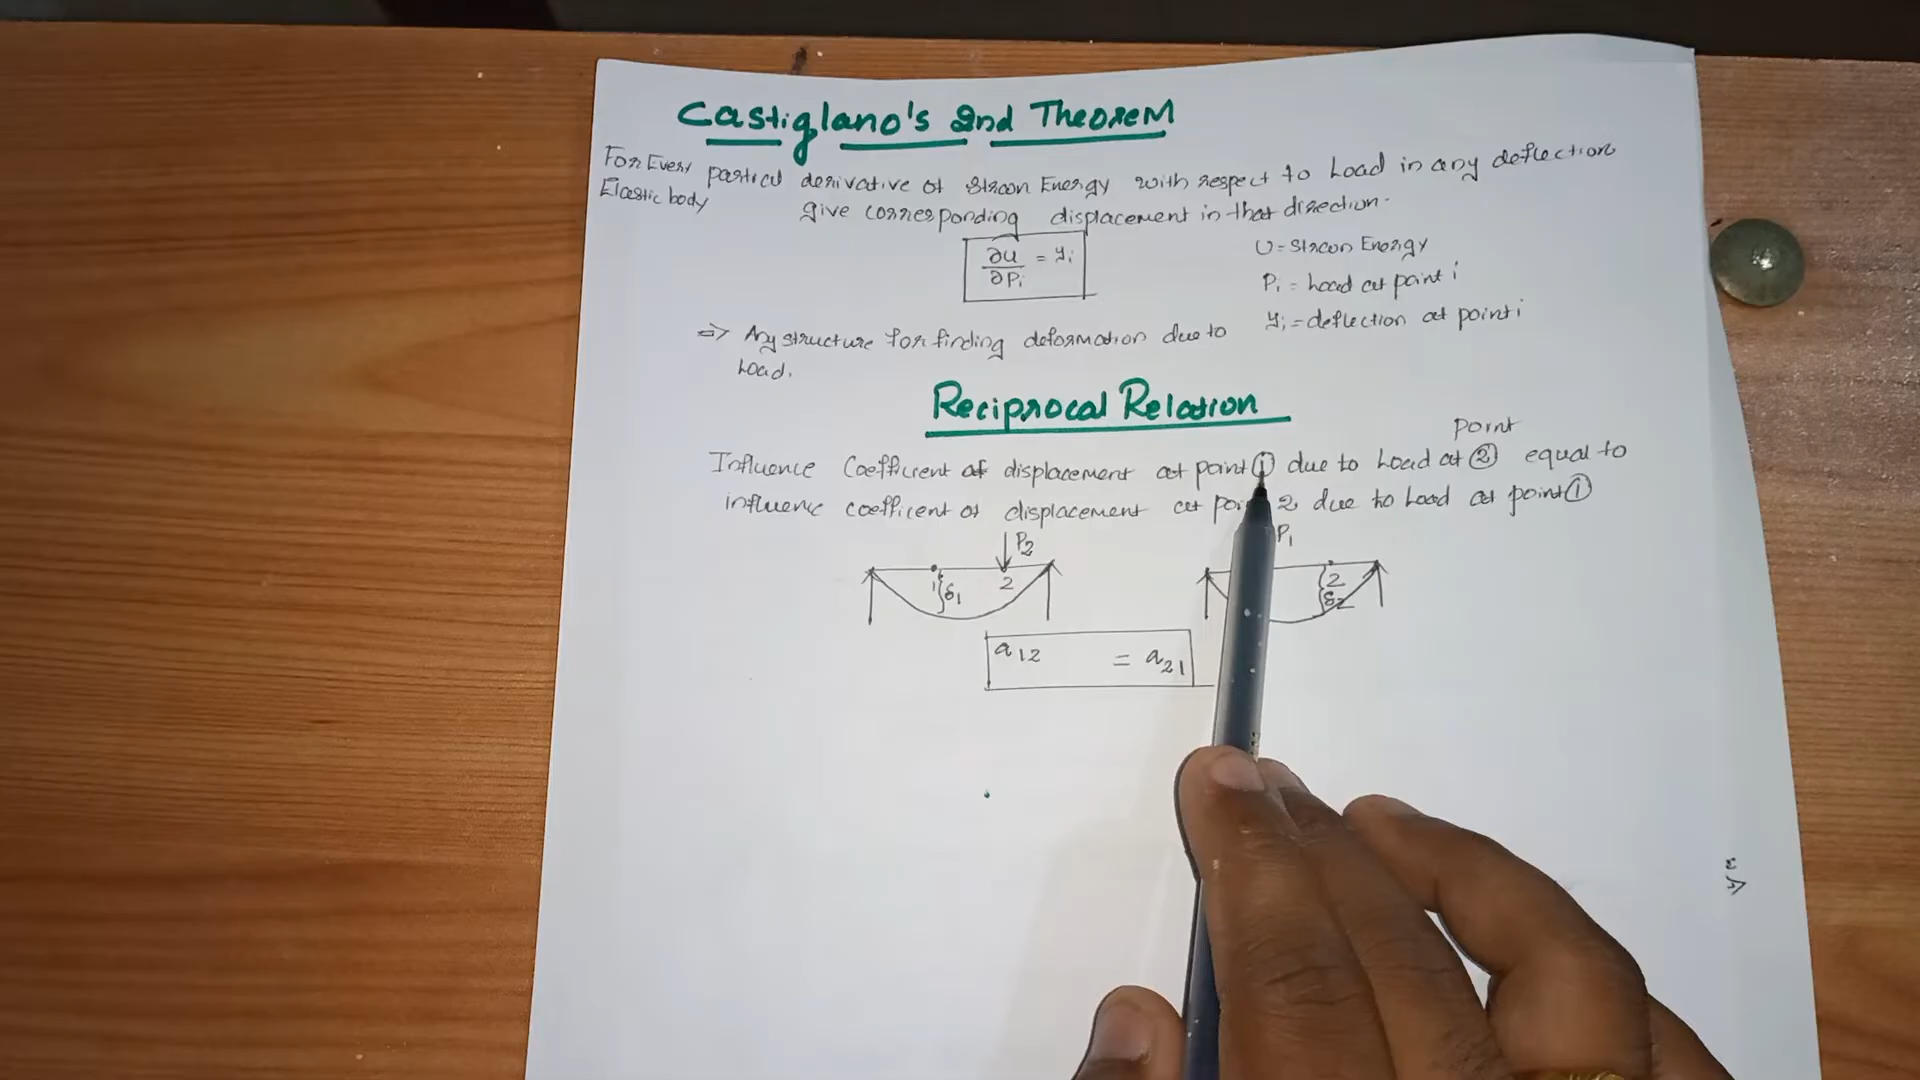 Castiglano's 2nd Theorem
For Every partical derivative of Strain Energy with respect to Load in any deflection
Elastic body give corresponding displacement in that direction.
∂U/∂Pi = yi
U = Strain Energy
Pi = Load at point i
yi = deflection at point i
⇒ Any structure for finding deformation due to
Load.
Reciprocal Relation
point
Influence Coefficient of displacement at point ① due to Load at ② equal to
influenc coefficent of displacement at 2 due to Load at point ①
P2
P1
1 δ1 2
2 δ2
a12 = a21